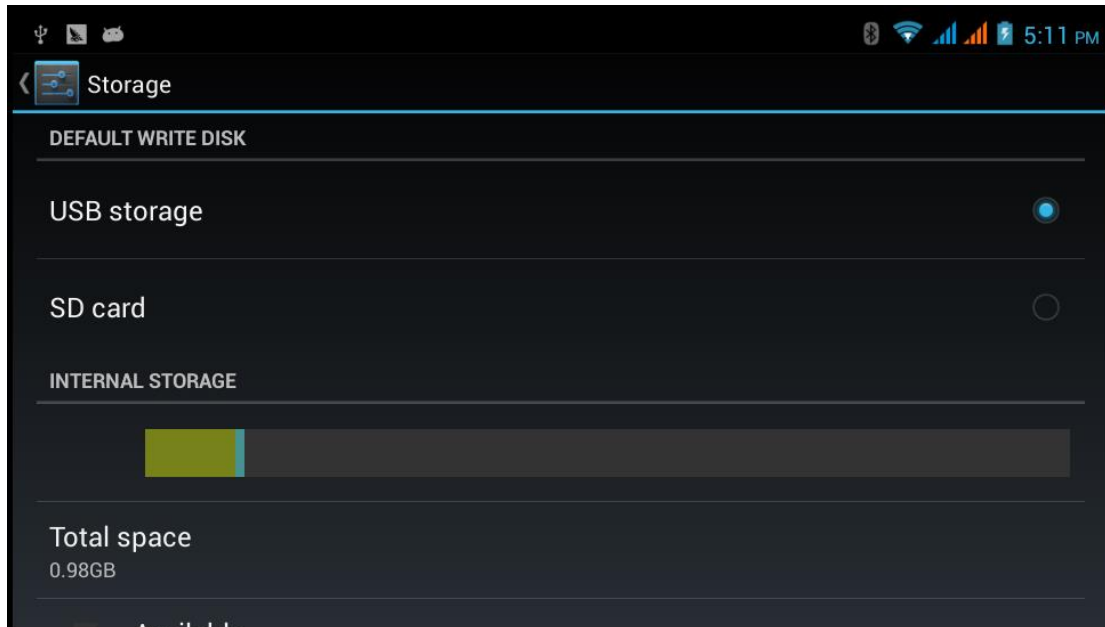 5:11 PM
Storage
DEFAULT WRITE DISK
USB storage
SD card
INTERNAL STORAGE
Total space
0.98GB